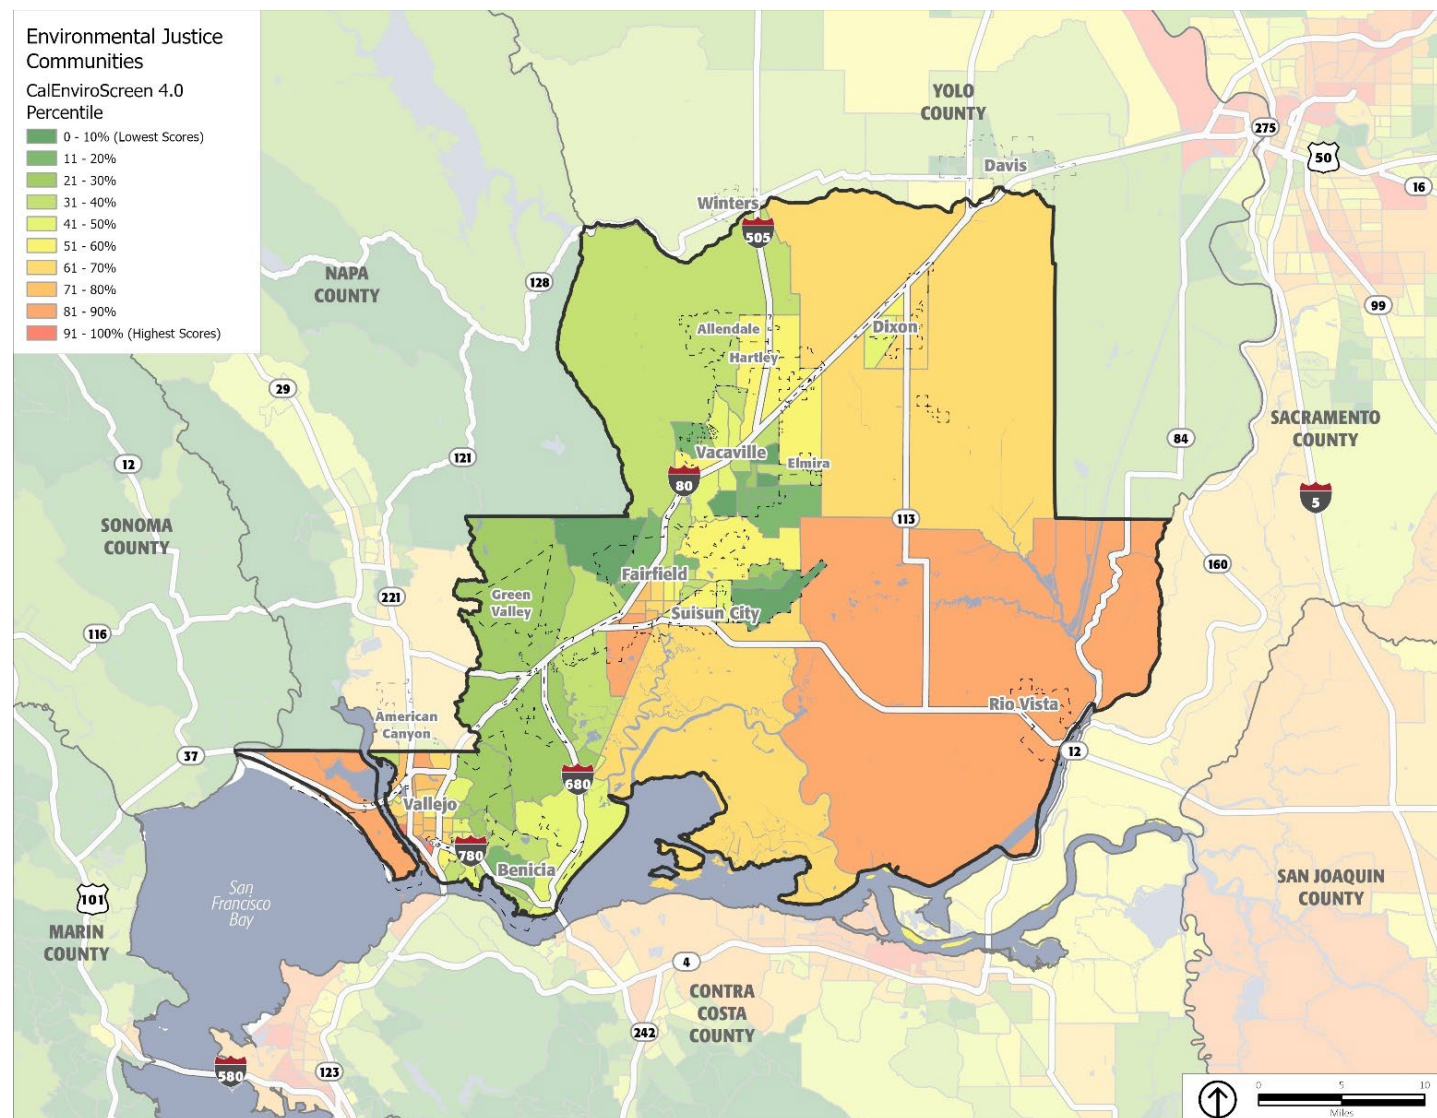 Environmental Justice
Communities
CalEnviroScreen 4.0
Percentile
0 - 10% (Lowest Scores)
11 - 20%
21 - 30%
31 - 40%
41 - 50%
51 - 60%
61 - 70%
71 - 80%
81 - 90%
91 - 100% (Highest Scores)
YOLO
COUNTY
275
50
Davis
16
Winters
505
NAPA
COUNTY
128
99
Allendale
Dixon
Hartley
29
SACRAMENTO
COUNTY
84
12
121
Vacaville
Elmira
80
5
SONOMA
COUNTY
113
160
Fairfield
221
Green
Valley
Suisun City
116
Rio Vista
American
Canyon
37
12
680
Vallejo
780
Benicia
San
Francisco
Bay
101
SAN JOAQUIN
COUNTY
MARIN
COUNTY
4
CONTRA
COSTA
COUNTY
242
580
123
0 5 10
Miles